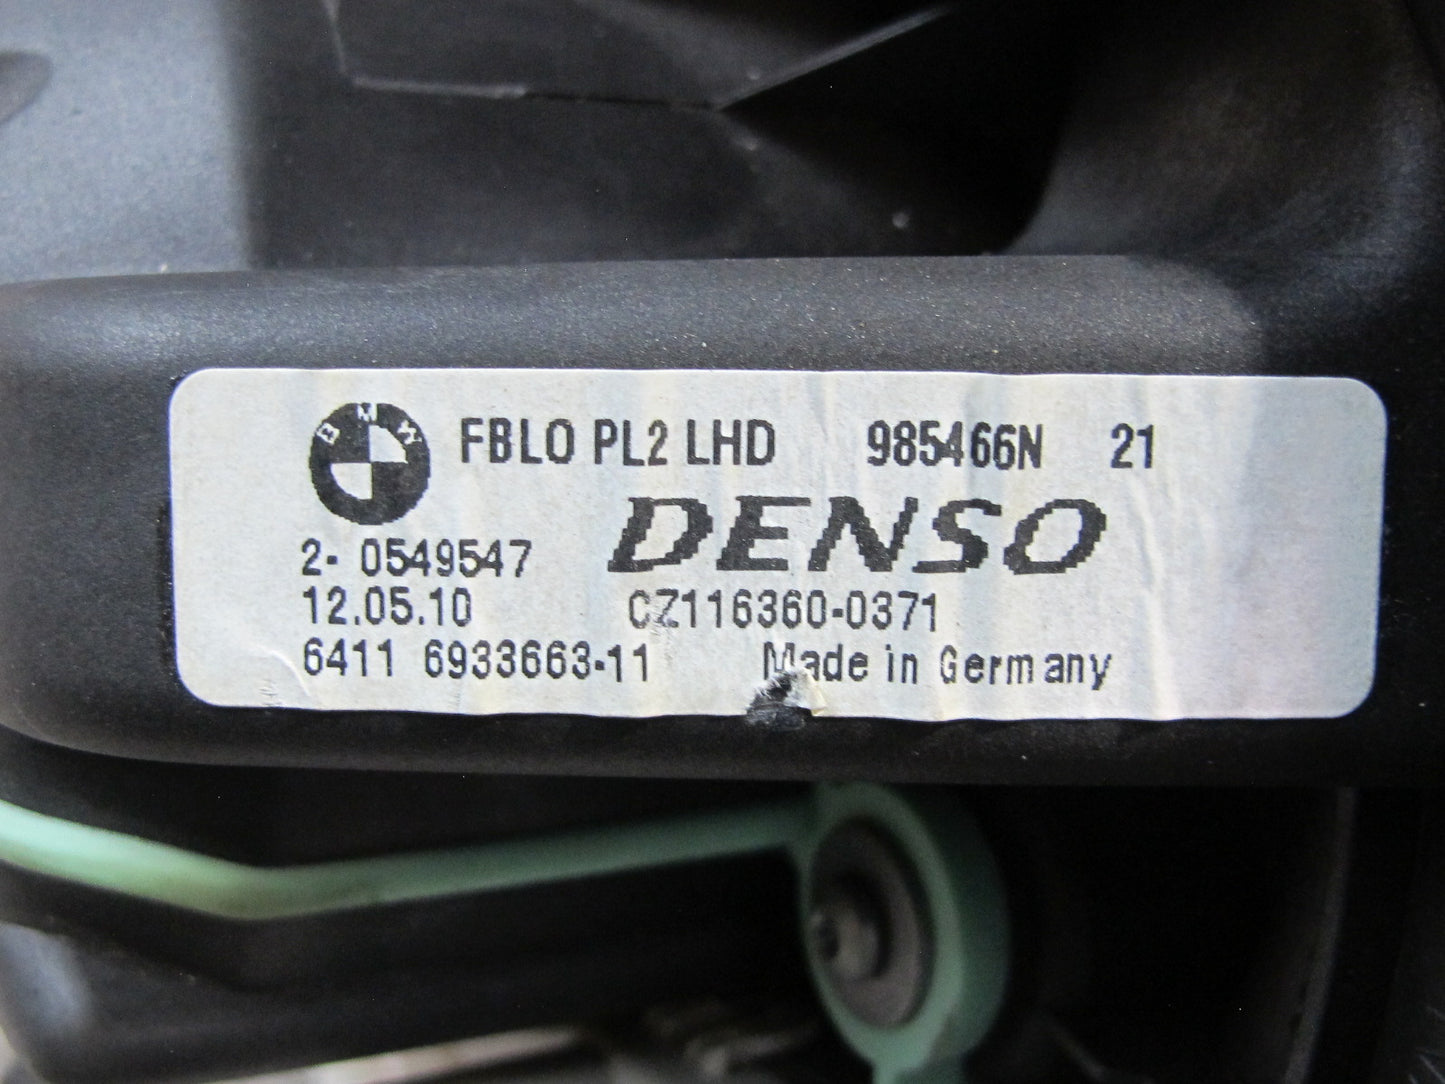 BMW FBLO PL2 LHD 985466N 21
DENSO
2- 0549547
12.05.10 CZ116360-0371
6411 6933663-11 Made in Germany